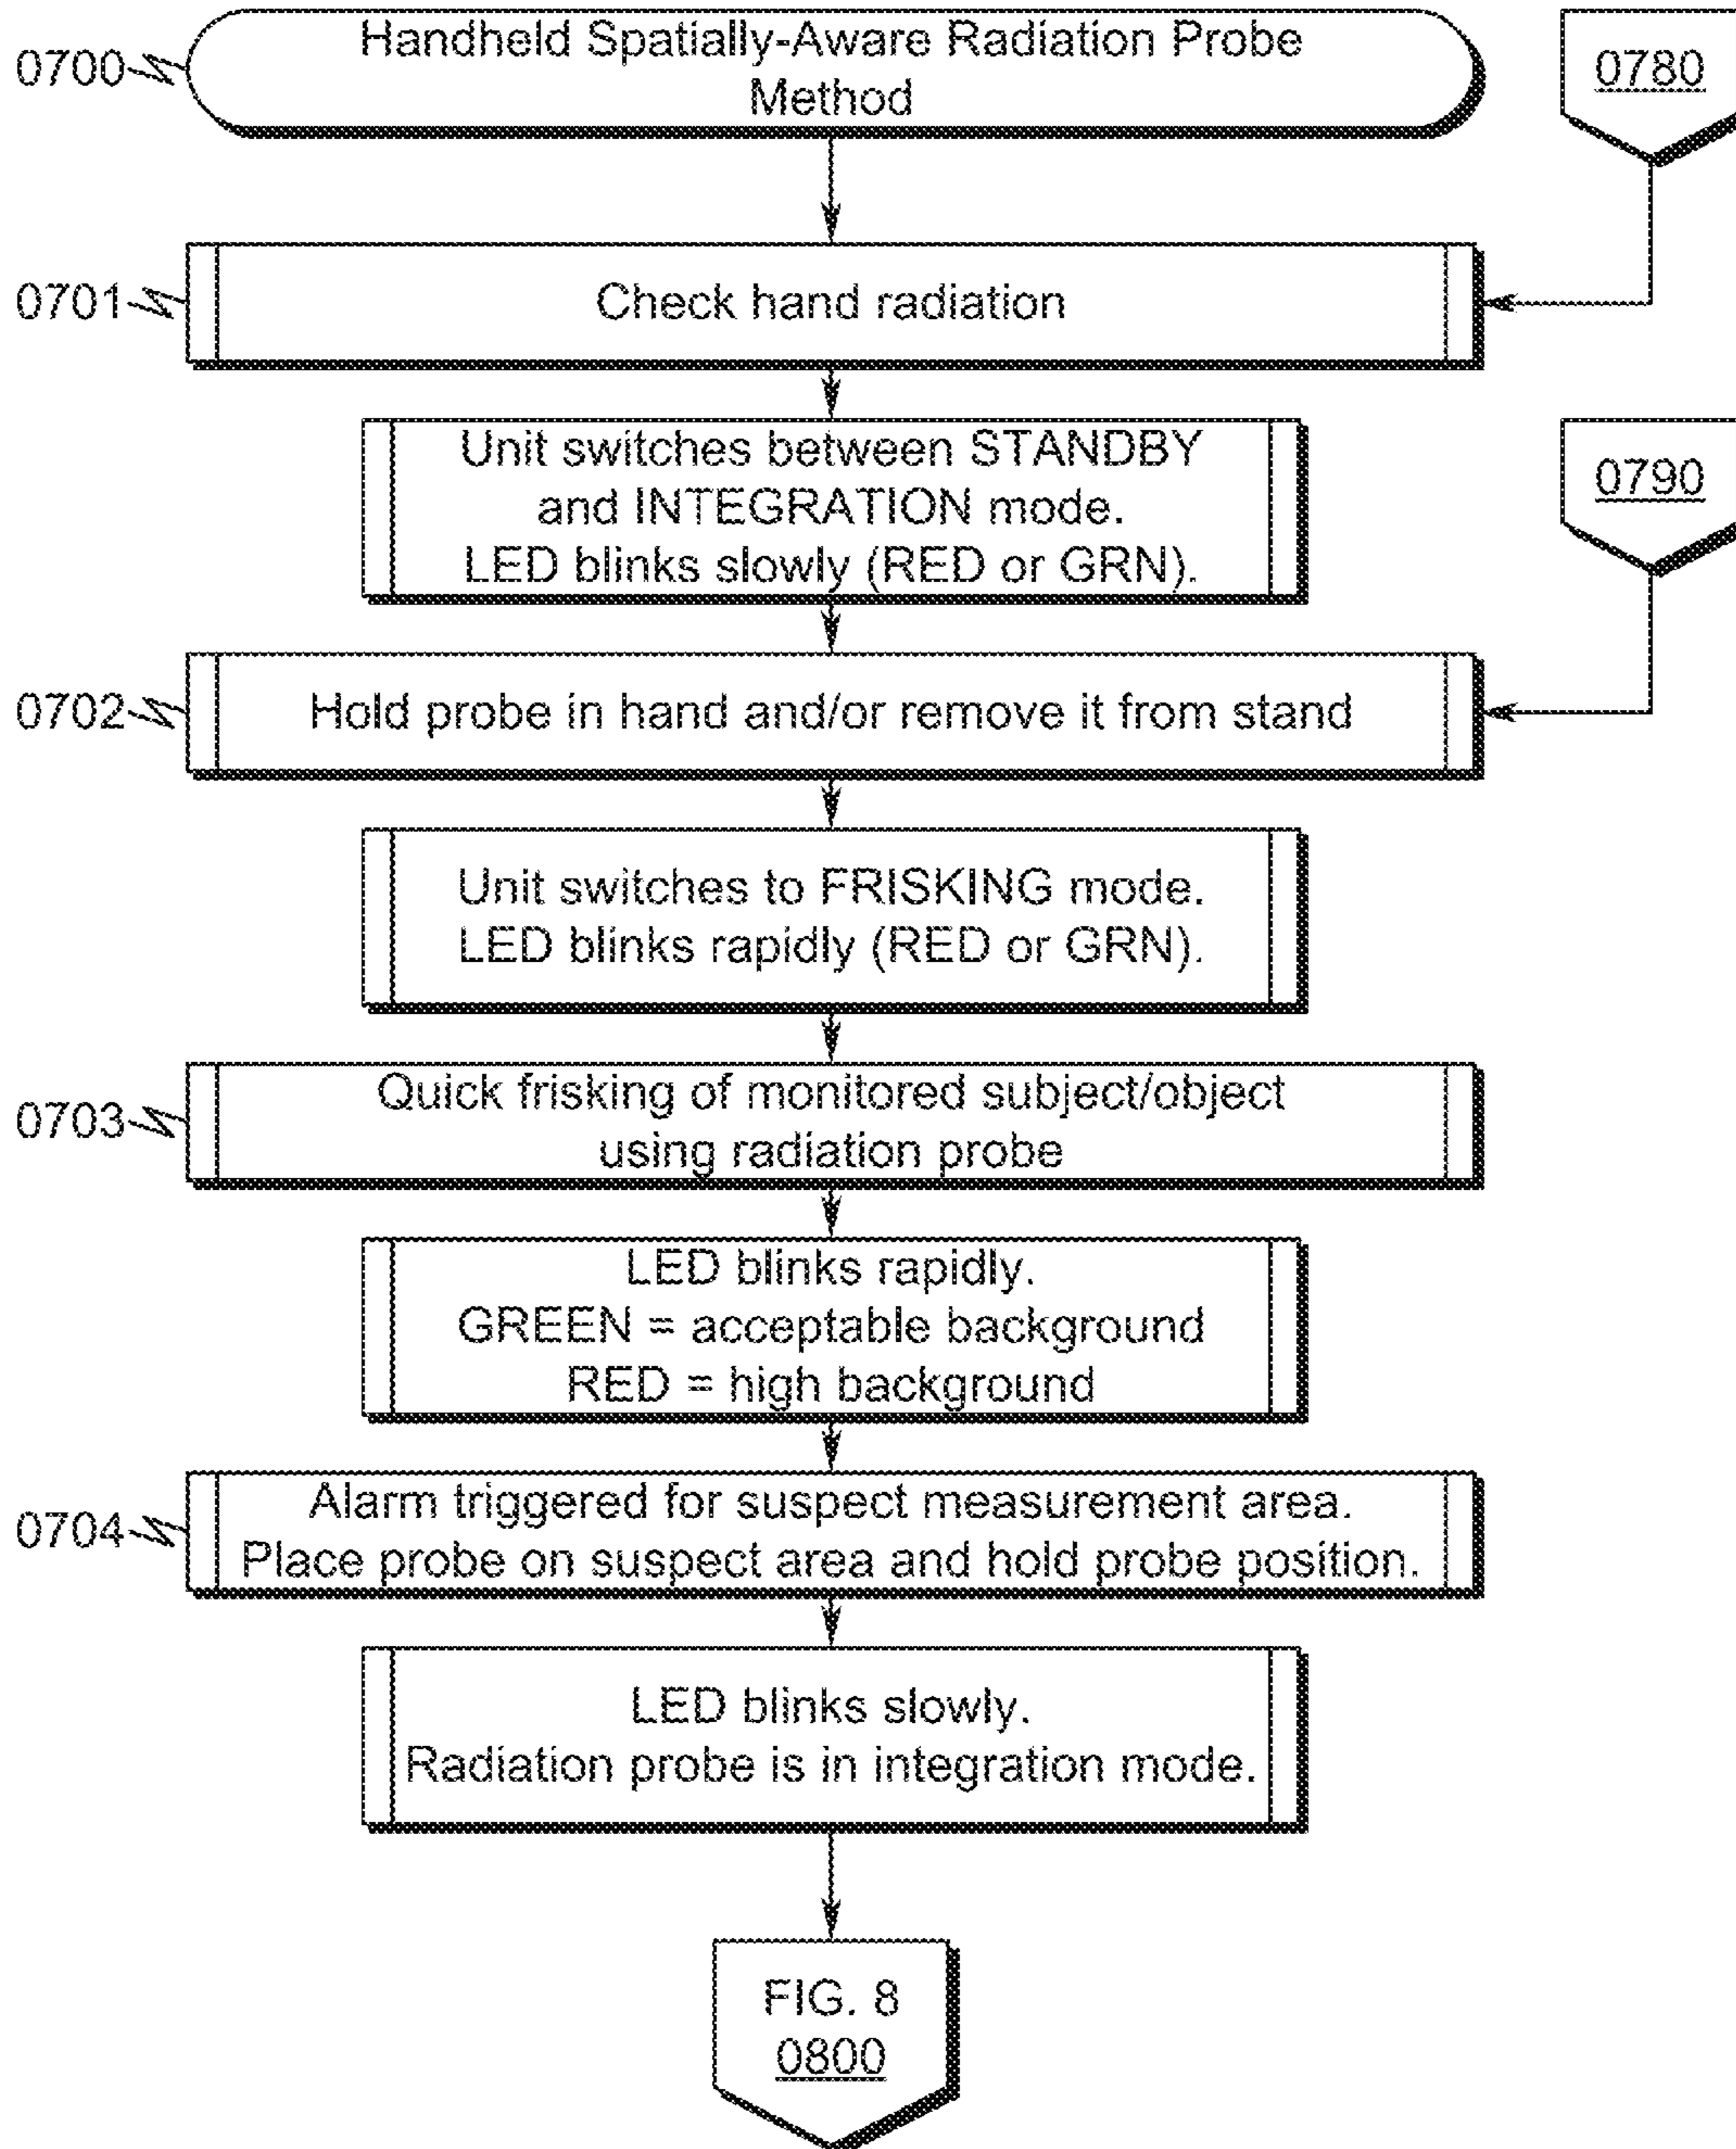 0700
Handheld Spatially-Aware Radiation Probe
Method
0780
0701
Check hand radiation
Unit switches between STANDBY
and INTEGRATION mode.
LED blinks slowly (RED or GRN).
0790
0702
Hold probe in hand and/or remove it from stand
Unit switches to FRISKING mode.
LED blinks rapidly (RED or GRN).
0703
Quick frisking of monitored subject/object
using radiation probe
LED blinks rapidly.
GREEN = acceptable background
RED = high background
0704
Alarm triggered for suspect measurement area.
Place probe on suspect area and hold probe position.
LED blinks slowly.
Radiation probe is in integration mode.
FIG. 8
0800